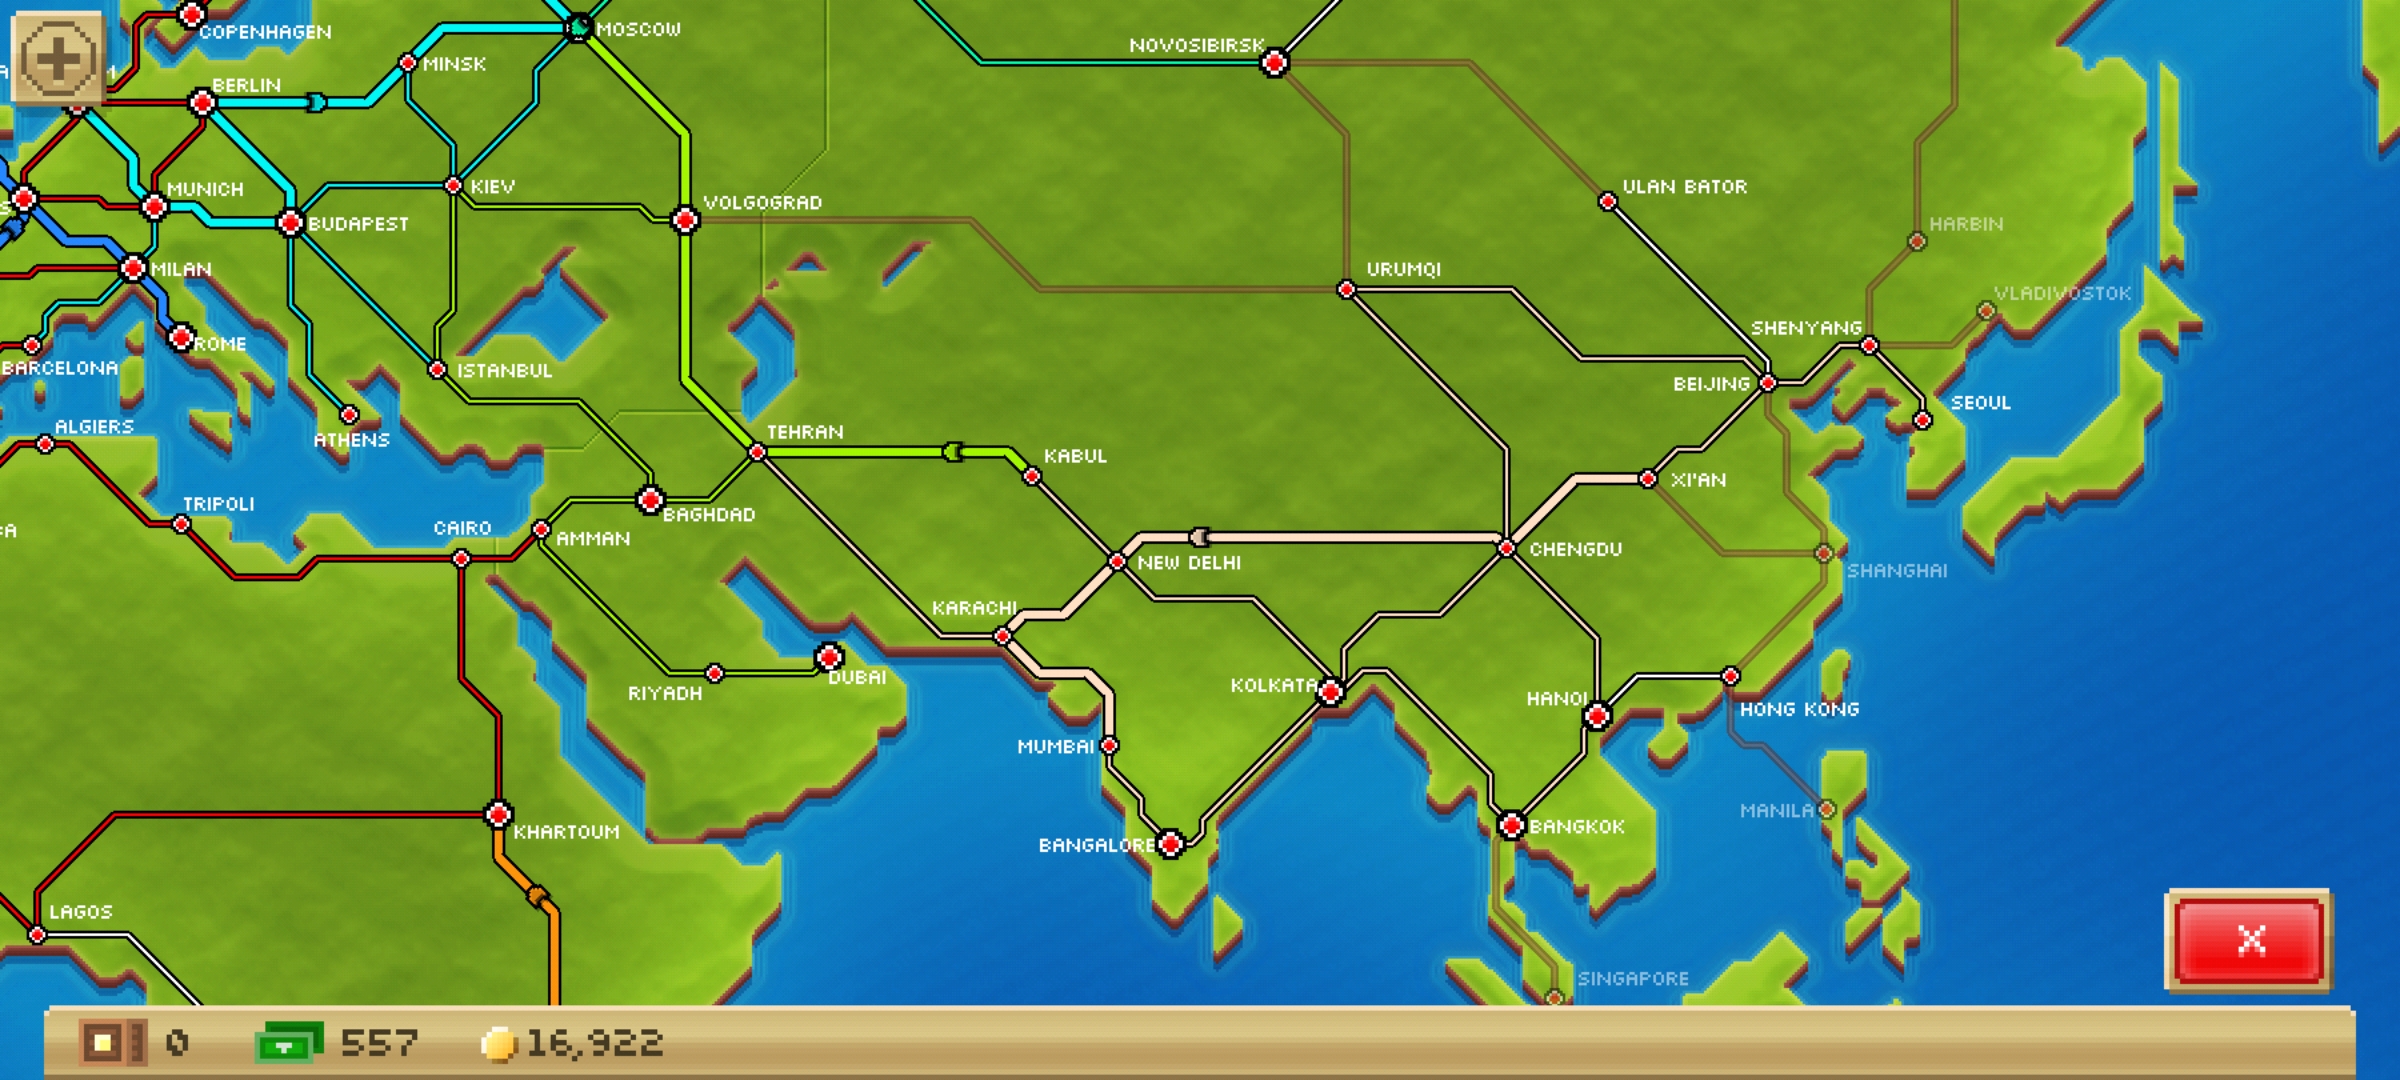 COPENHAGEN
MOSCOW
NOVOSIBIRSK
MINSK
BERLIN
MUNICH
KIEV
ULAN BATOR
VOLGOGRAD
BUDAPEST
HARBIN
MILAN
URUMQI
VLADIVOSTOK
SHENYANG
ROME
BARCELONA
ISTANBUL
BEIJING
SEOUL
ALGIERS
ATHENS
TEHRAN
KABUL
XI'AN
TRIPOLI
BAGHDAD
CAIRO
AMMAN
CHENGDU
NEW DELHI
SHANGHAI
KARACHI
DUBAI
RIYADH
KOLKATA
HANOI
HONG KONG
MUMBAI
MANILA
KHARTOUM
BANGKOK
BANGALORE
LAGOS
SINGAPORE
X
0 557 16,922